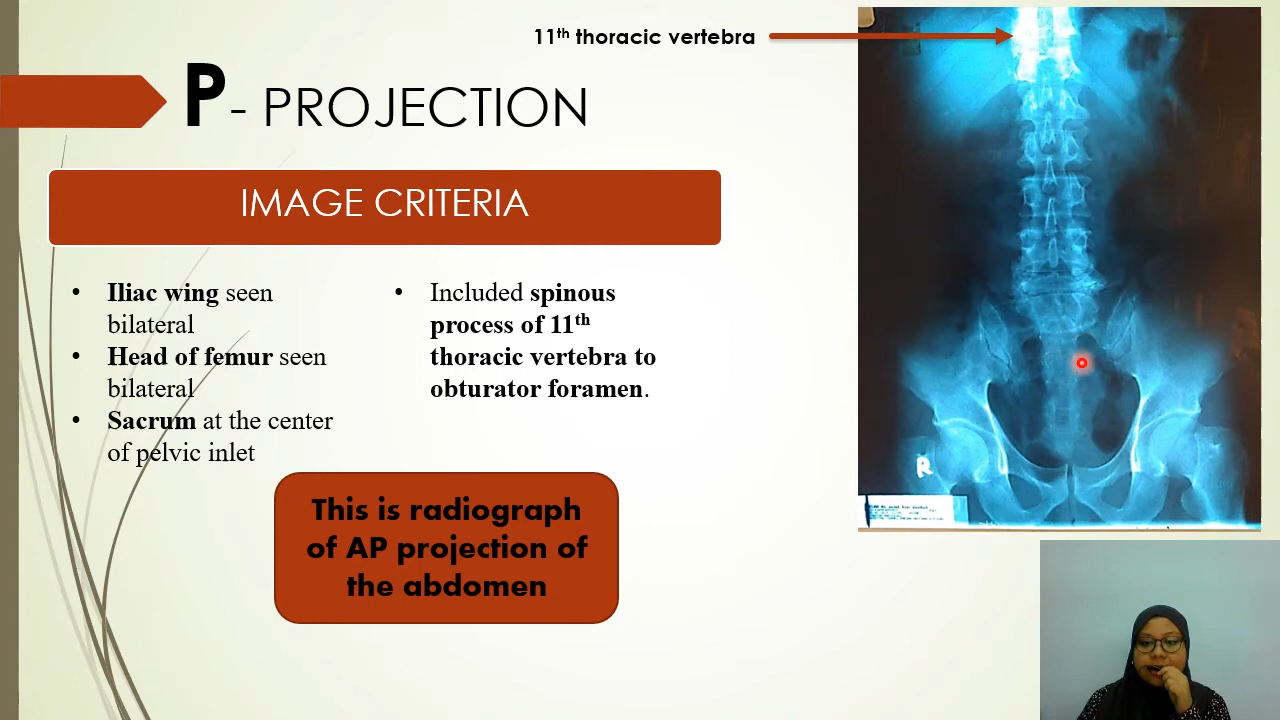 11th thoracic vertebra
P- PROJECTION
IMAGE CRITERIA
• Iliac wing seen
bilateral
• Head of femur seen
bilateral
• Sacrum at the center
of pelvic inlet
• Included spinous
process of 11th
thoracic vertebra to
obturator foramen.
This is radiograph
of AP projection of
the abdomen
R